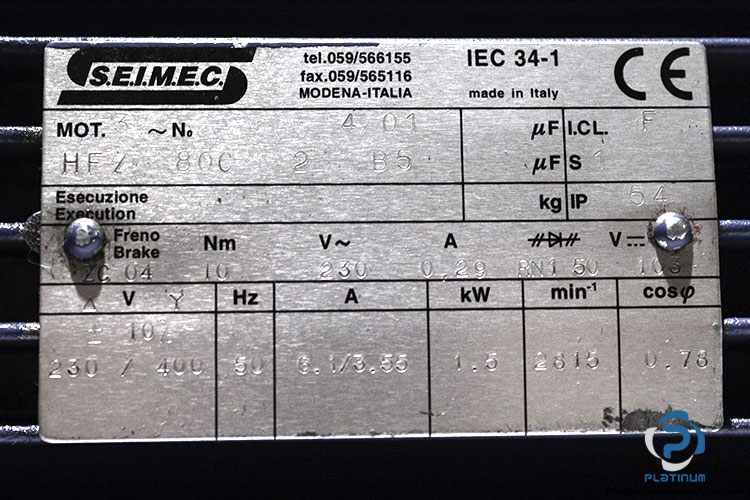 S.E.I.M.E.C.
tel.059/566155
fax.059/565116
MODENA-ITALIA
IEC 34-1
made in Italy
CE
MOT. 3 ~ No 4/01 µF I.CL. F
HFZ 80C 2 B5 µF S 1
Esecuzione
Execution
kg IP 54
Freno
Brake
Nm V~ A V⎓
ZC 04 10 230 0,29 RN1 50 103
V Y Hz A kW min⁻¹ cosφ
± 10%
230 / 400 50 6.1/3.55 1.5 2815 0.78
PLATINUM